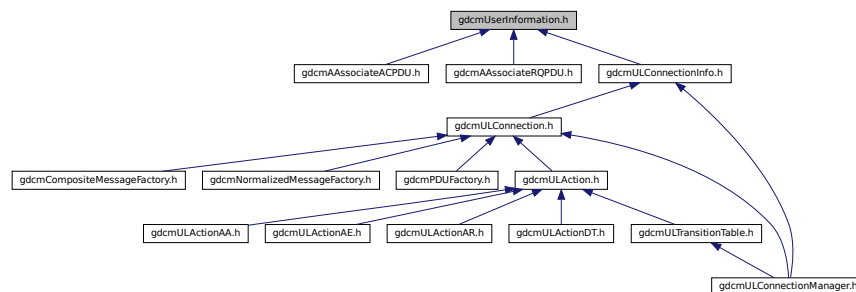 gdcmUserInformation.h
gdcmAAssociateACPDU.h
gdcmAAssociateRQPDU.h
gdcmULConnectionInfo.h
gdcmULConnection.h
gdcmCompositeMessageFactory.h
gdcmNormalizedMessageFactory.h
gdcmPDUFactory.h
gdcmULAction.h
gdcmULActionAA.h
gdcmULActionAE.h
gdcmULActionAR.h
gdcmULActionDT.h
gdcmULTransitionTable.h
gdcmULConnectionManager.h